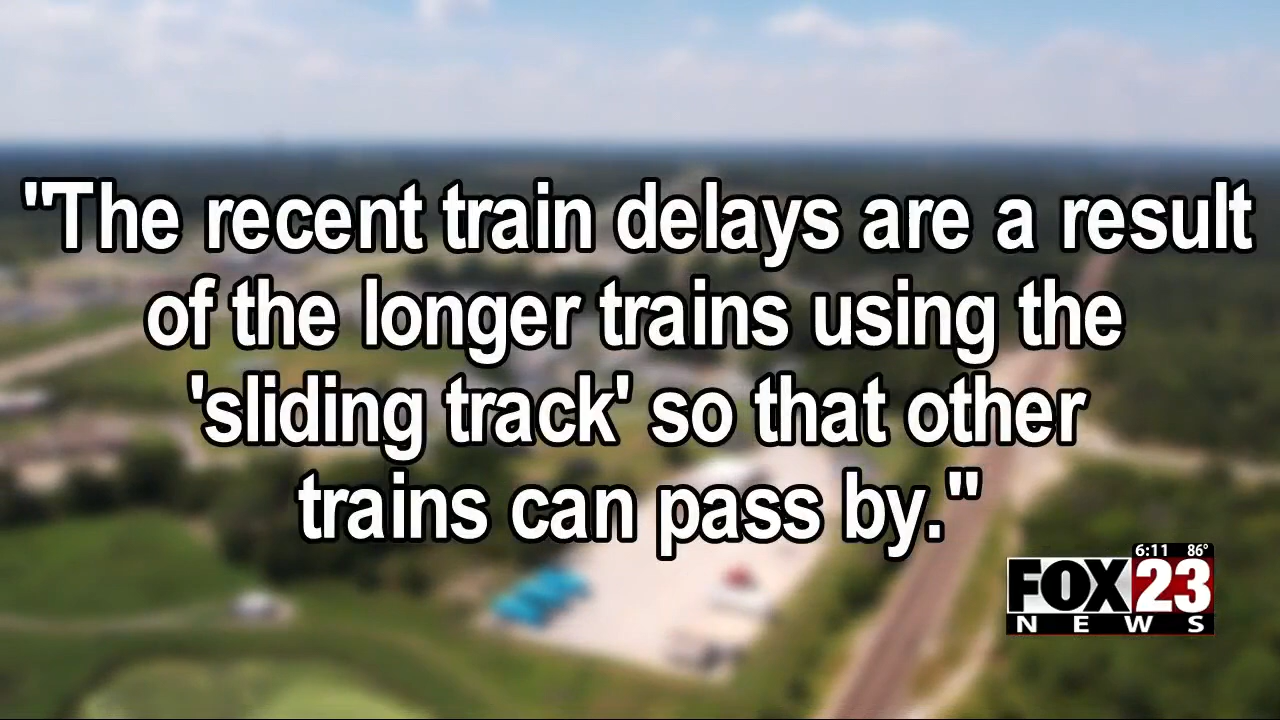 "The recent train delays are a result
of the longer trains using the
'sliding track' so that other
trains can pass by."
6:11 86°
FOX 23
NEWS